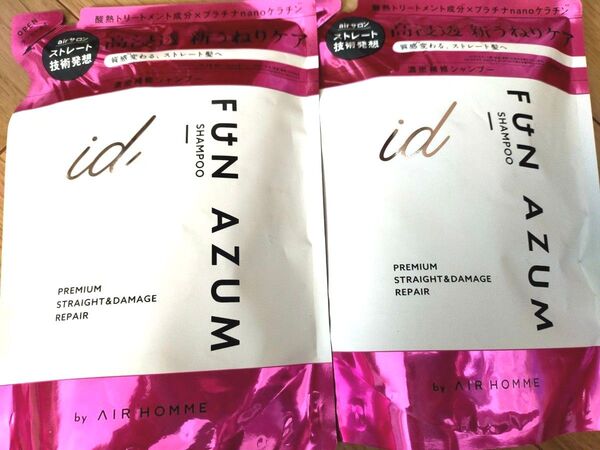 OPEN
酸熱トリートメント成分×プラチナnanoケラチン
airサロン
ストレート
技術発想
新うねりケア
質感変わる、ストレート髪へ
濃密補修シャンプー
id
FUN AZUM
SHAMPOO
PREMIUM
STRAIGHT&DAMAGE
REPAIR
by AIR HOMME
酸熱トリートメント成分×プラチナnanoケラチン
airサロン
ストレート
技術発想
新うねりケア
質感変わる、ストレート髪へ
濃密補修シャンプー
id
FUN AZUM
SHAMPOO
PREMIUM
STRAIGHT&DAMAGE
REPAIR
by AIR HOMME